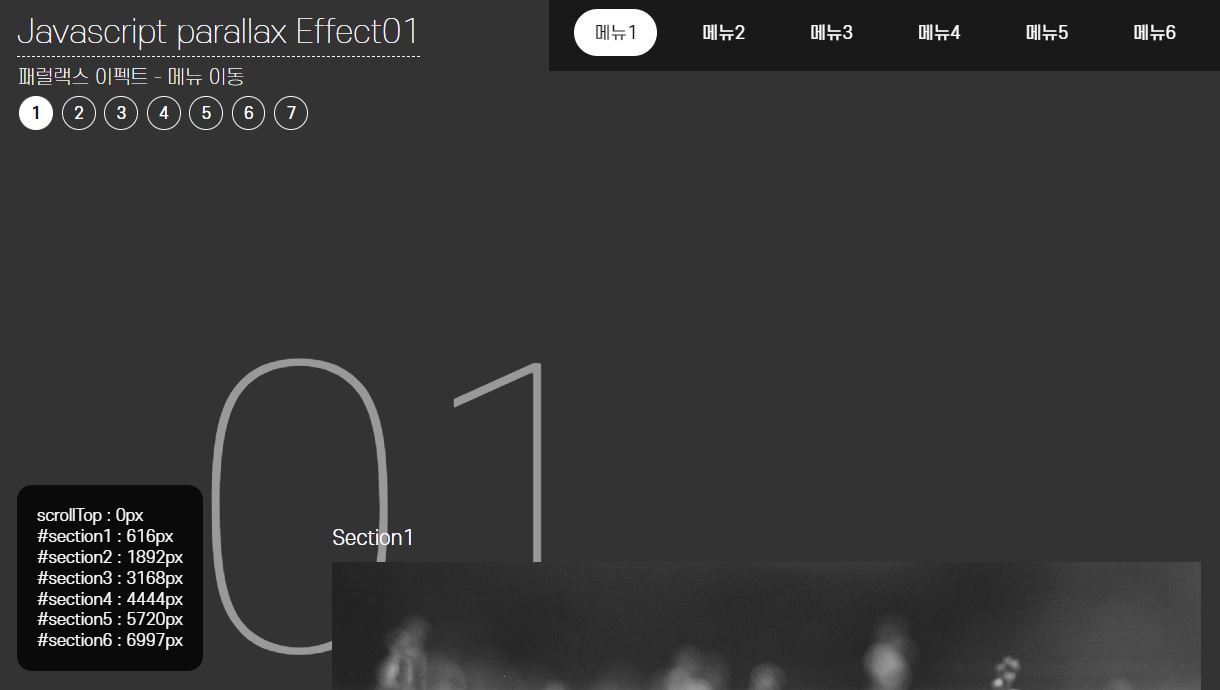 Javascript parallax Effect01
패럴랙스 이펙트 - 메뉴 이동
1 2 3 4 5 6 7
메뉴1 메뉴2 메뉴3 메뉴4 메뉴5 메뉴6
01
Section1
scrollTop : 0px
#section1 : 616px
#section2 : 1892px
#section3 : 3168px
#section4 : 4444px
#section5 : 5720px
#section6 : 6997px